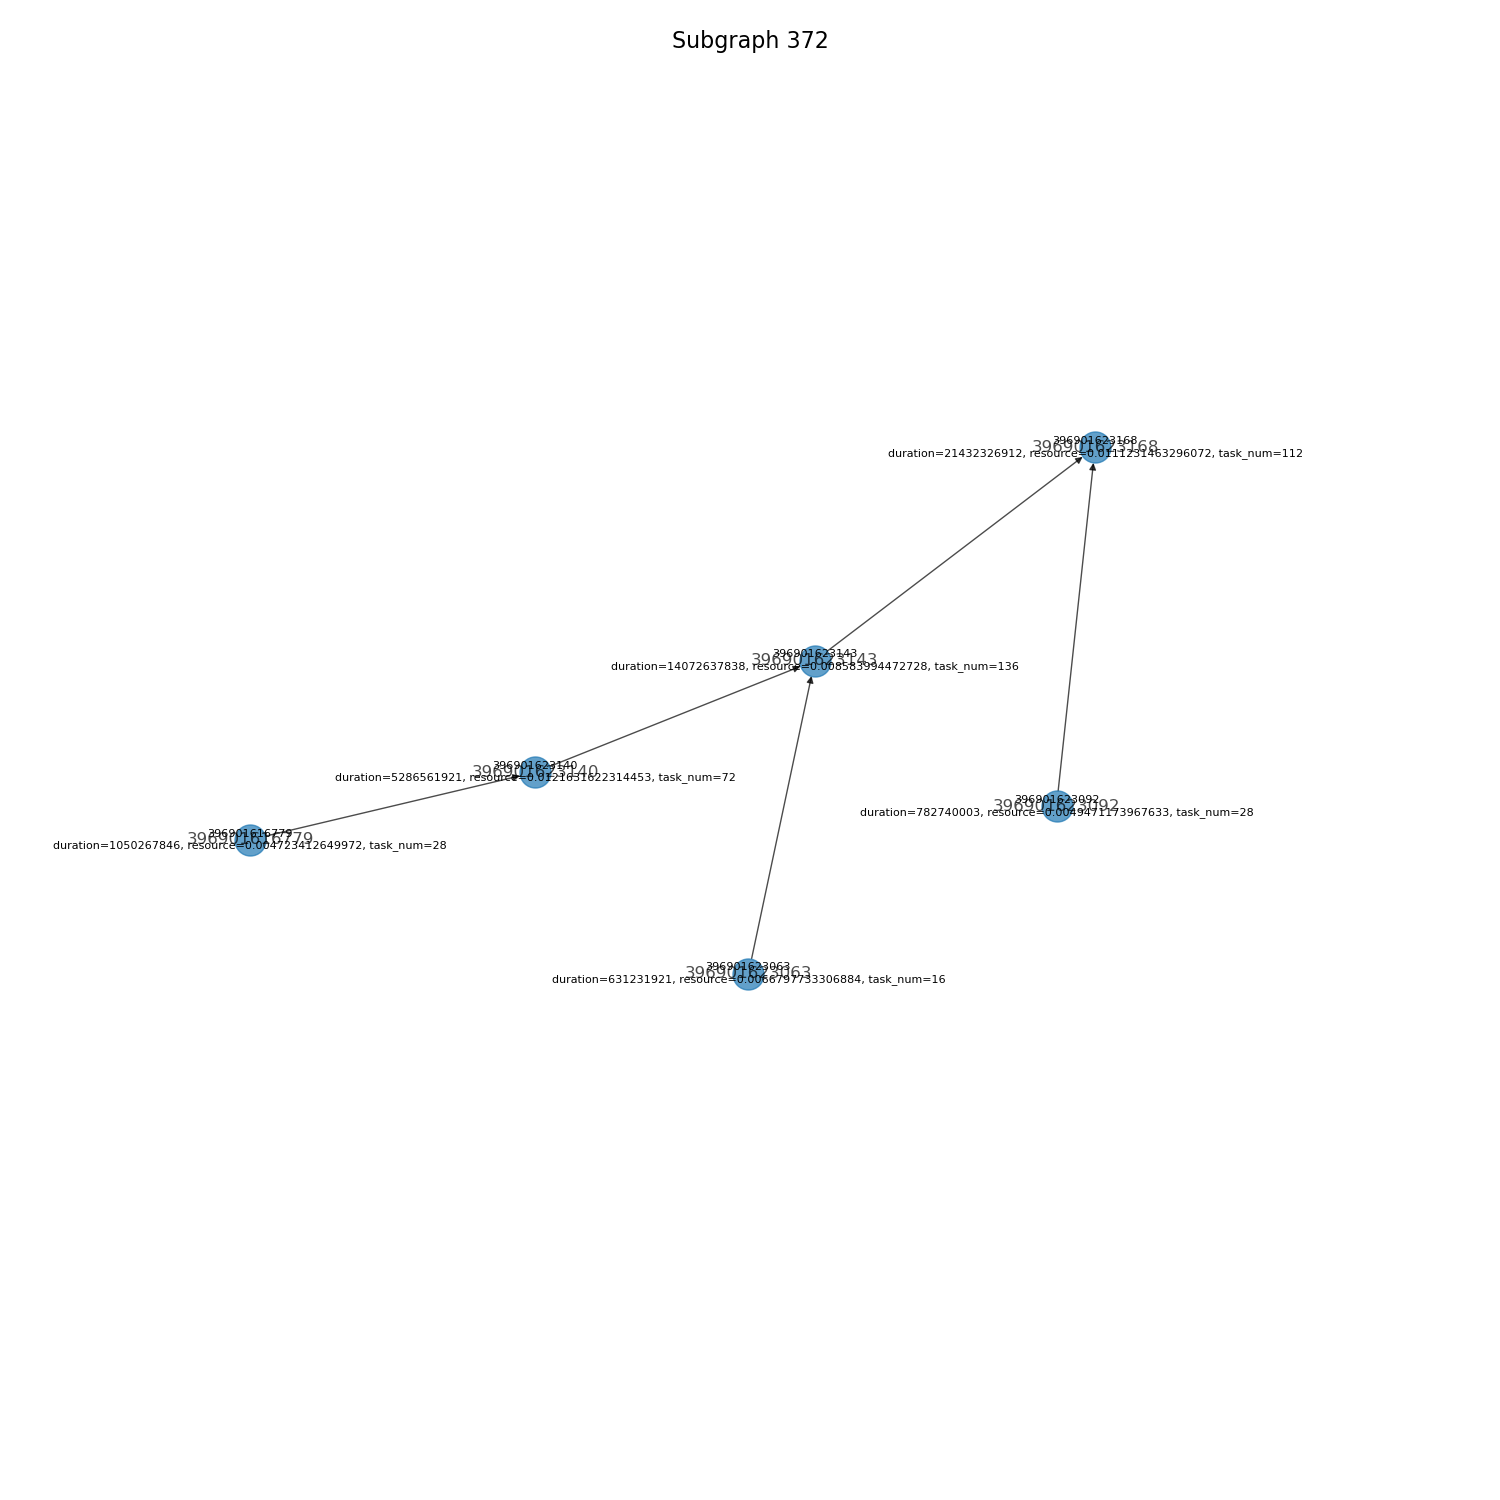 Subgraph 372
396901623168
396901623168
duration=21432326912, resource=0.0111231463296072, task_num=112
396901623143
396901623143
duration=14072637838, resource=0.008583994472728, task_num=136
396901623140
396901623140
duration=5286561921, resource=0.0121631622314453, task_num=72
396901623092
396901623092
duration=782740003, resource=0.0049471173967633, task_num=28
396901616779
396901616779
duration=1050267846, resource=0.004723412649972, task_num=28
396901623063
396901623063
duration=631231921, resource=0.0066797733306884, task_num=16